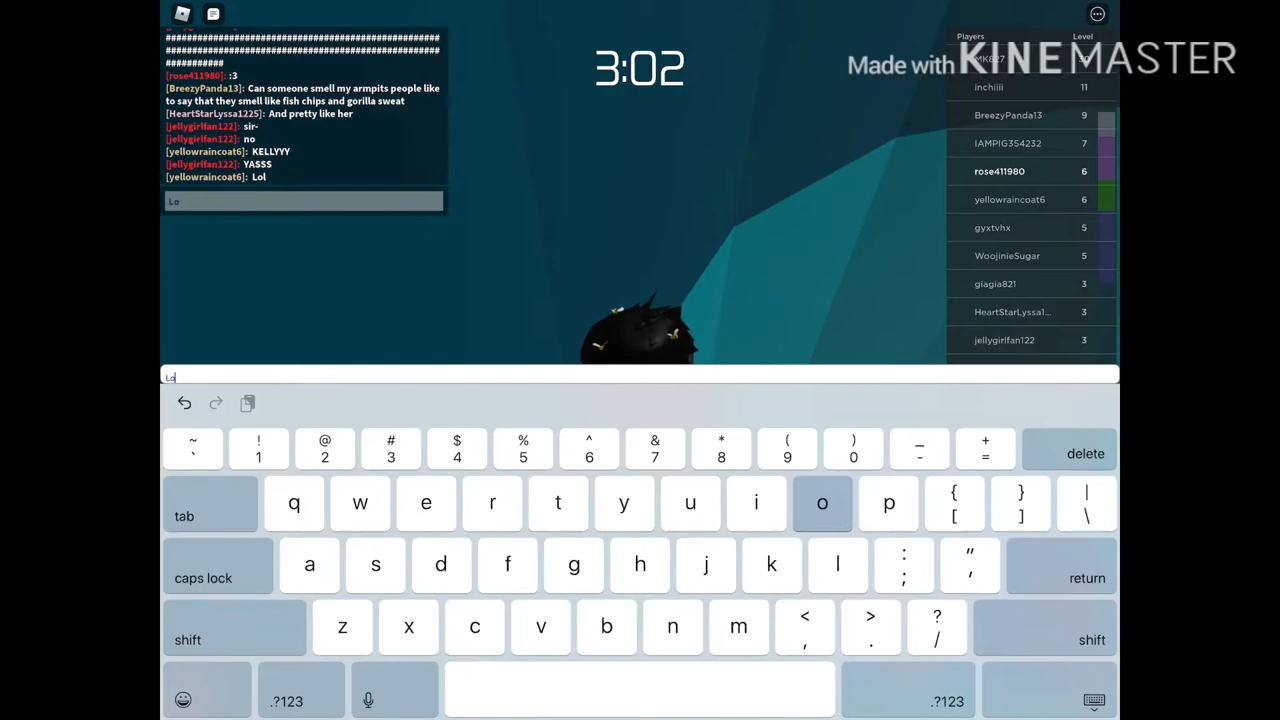 ################################################
################################################
###########
[rose411980]: :3
[BreezyPanda13]: Can someone smell my armpits people like
to say that they smell like fish chips and gorilla sweat
[HeartStarLyssa1225]: And pretty like her
[jellygirlfan122]: sir-
[jellygirlfan122]: no
[yellowraincoat6]: KELLYYY
[jellygirlfan122]: YASSS
[yellowraincoat6]: Lol
Lo
3:02
Made with KINEMASTER
Players Level
inchiiii 11
BreezyPanda13 9
IAMPIG354232 7
rose411980 6
yellowraincoat6 6
gyxtvhx 5
WoojinieSugar 5
giagia821 3
HeartStarLyssa1... 3
jellygirlfan122 3
Lo
~ ! @ # $ % ^ & * ( ) _ +
` 1 2 3 4 5 6 7 8 9 0 - = delete
tab q w e r t y u i o p { [ } ] | \
caps lock a s d f g h j k l : ; " ' return
shift z x c v b n m < , > . ? / shift
.?123 .?123